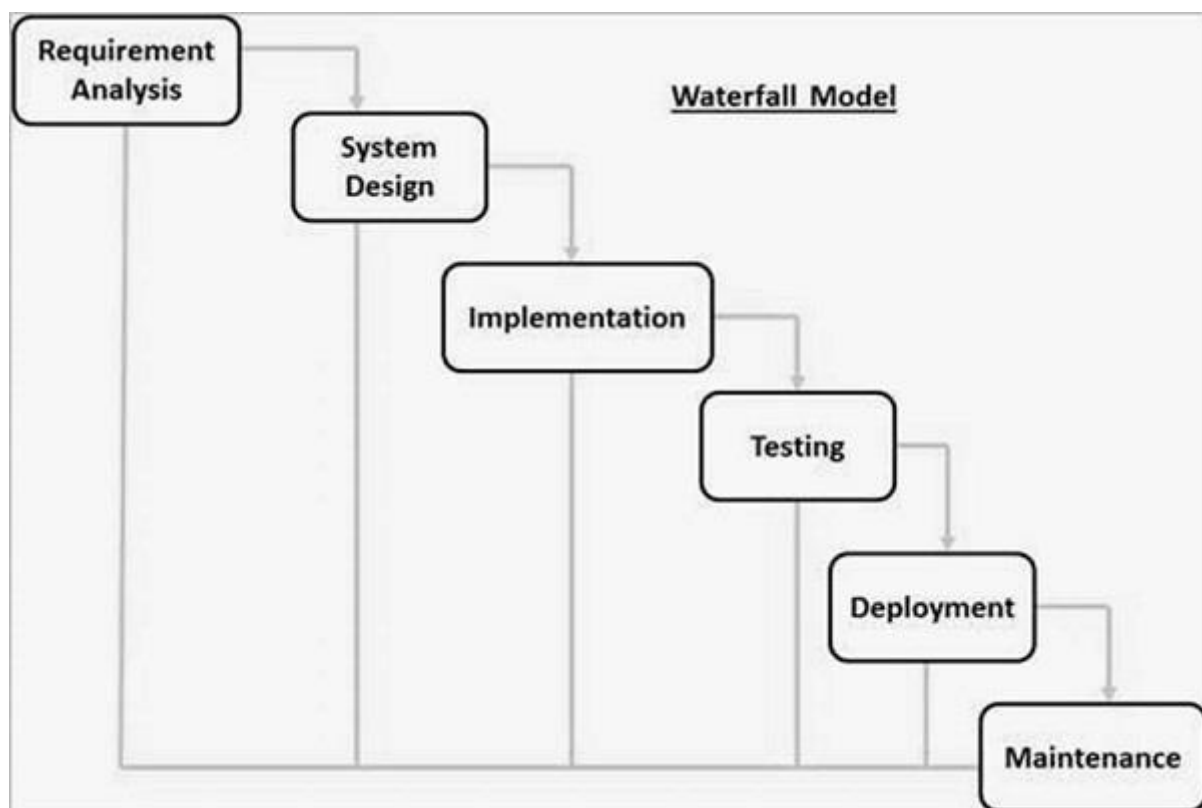 Requirement
Analysis
Waterfall Model
System
Design
Implementation
Testing
Deployment
Maintenance